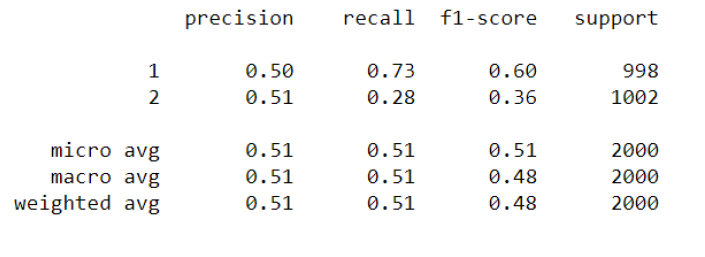 precision recall f1-score support
1 0.50 0.73 0.60 998
2 0.51 0.28 0.36 1002
micro avg 0.51 0.51 0.51 2000
macro avg 0.51 0.51 0.48 2000
weighted avg 0.51 0.51 0.48 2000